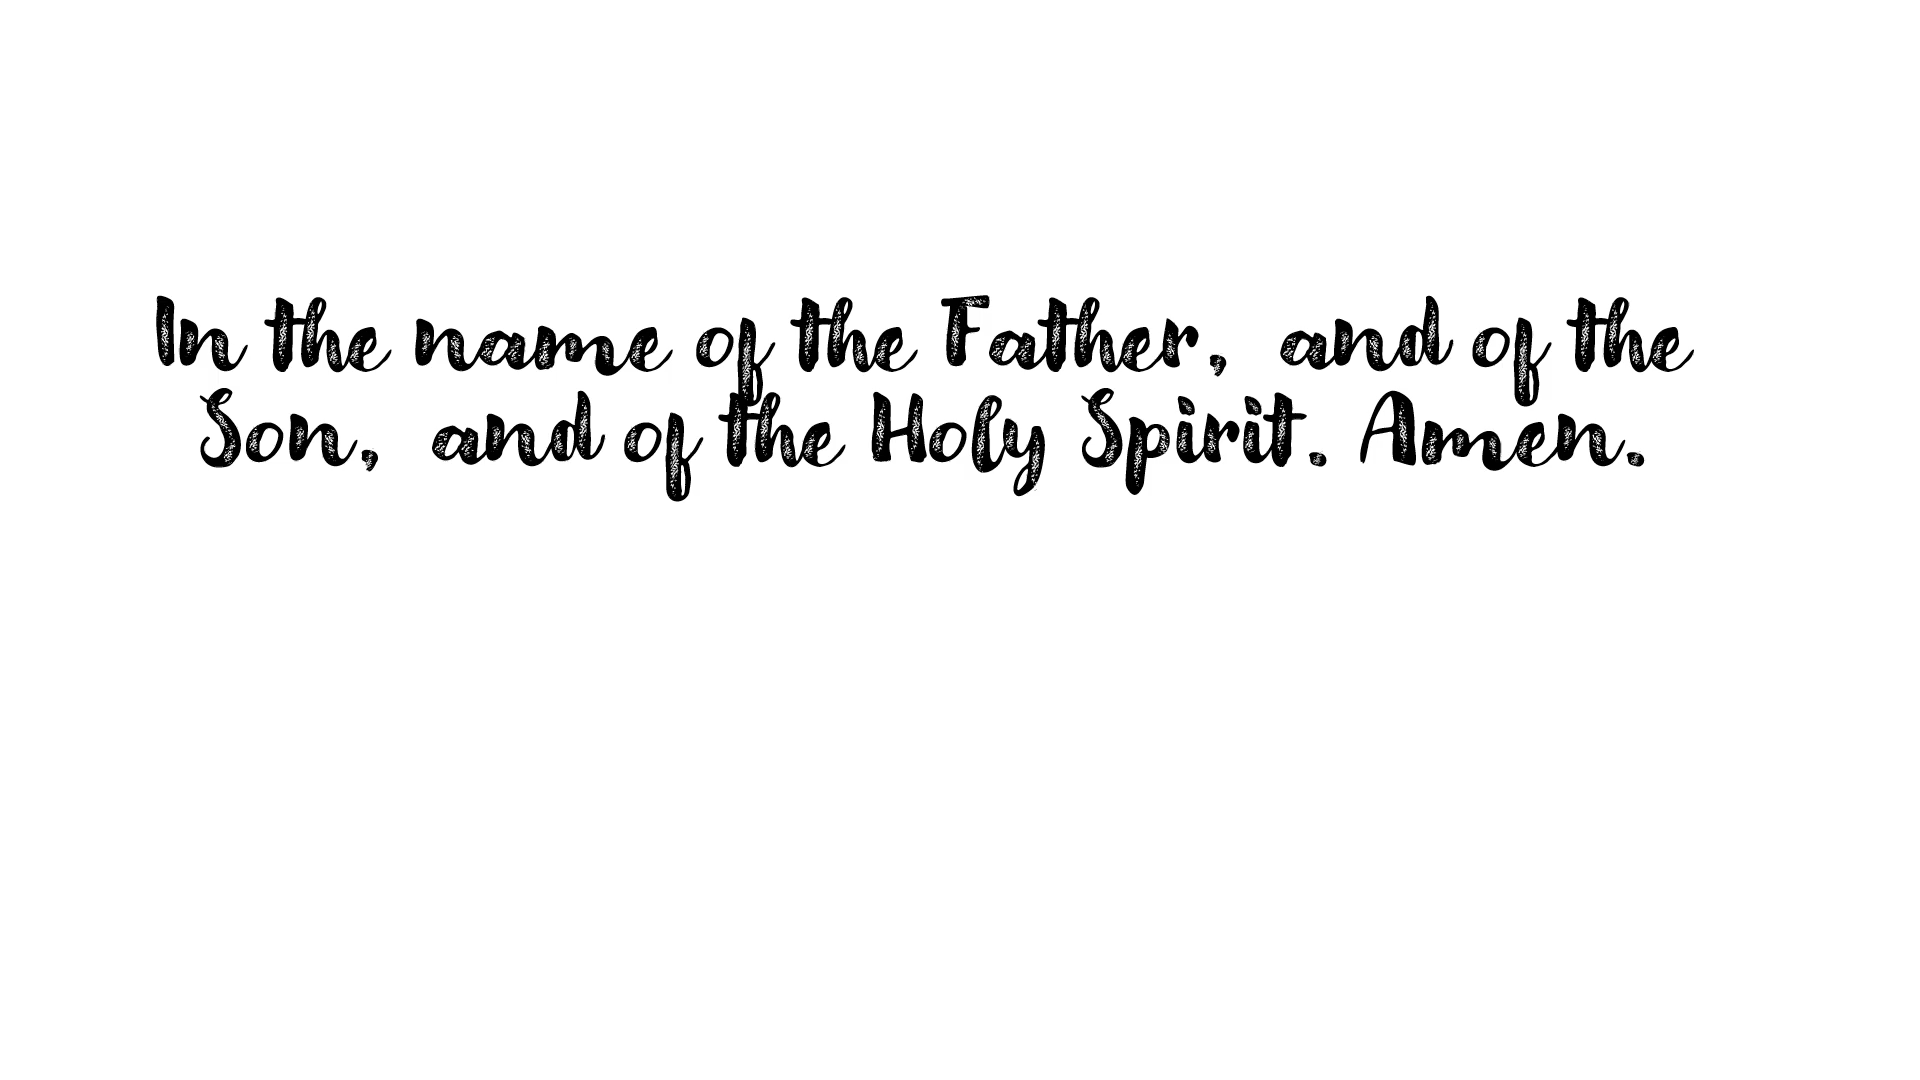 In the name of the Father, and of the
Son, and of the Holy Spirit. Amen.